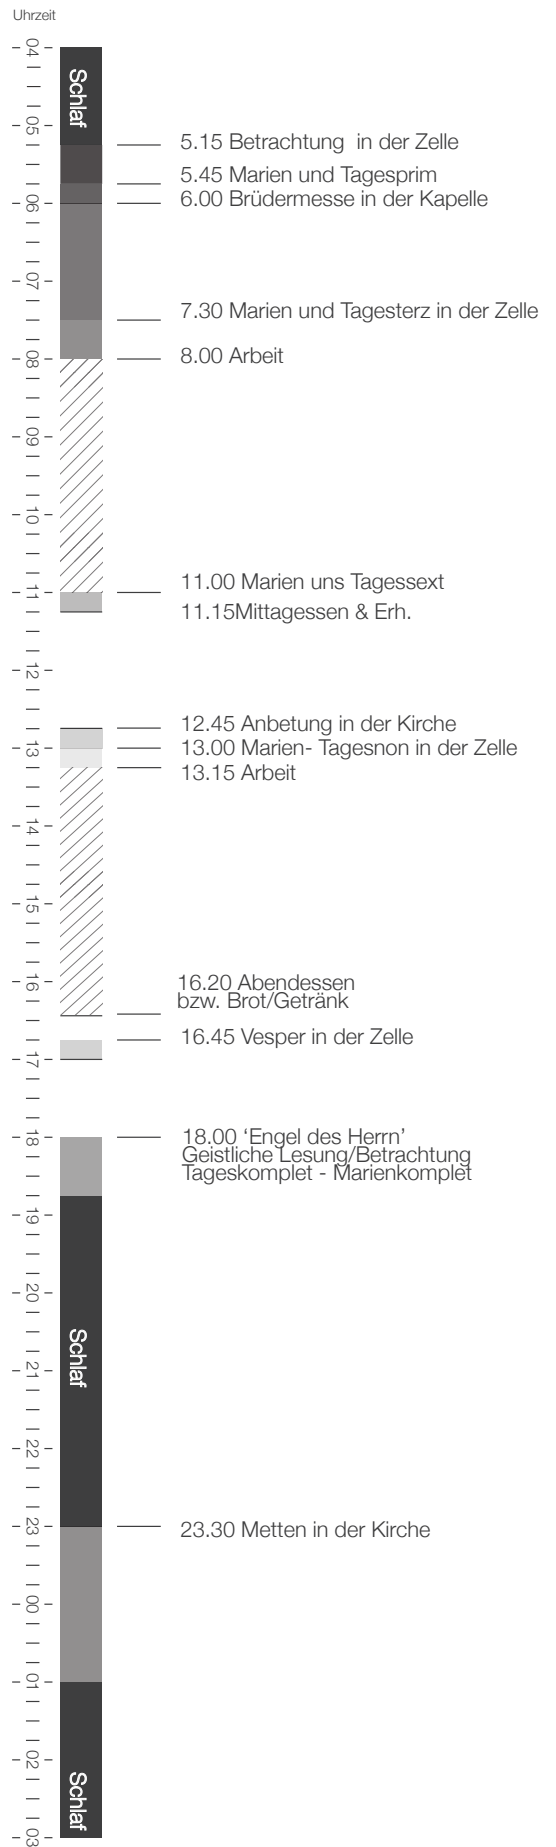 Uhrzeit
04
Schlaf
05
5.15 Betrachtung in der Zelle
5.45 Marien und Tagesprim
06
6.00 Brüdermesse in der Kapelle
07
7.30 Marien und Tagesterz in der Zelle
08
8.00 Arbeit
09
10
11
11.00 Marien uns Tagessext
11.15Mittagessen & Erh.
12
12.45 Anbetung in der Kirche
13
13.00 Marien- Tagesnon in der Zelle
13.15 Arbeit
14
15
16
16.20 Abendessen
bzw. Brot/Getränk
16.45 Vesper in der Zelle
17
18
18.00 ‘Engel des Herrn’
Geistliche Lesung/Betrachtung
Tageskomplet - Marienkomplet
19
20
Schlaf
21
22
23
23.30 Metten in der Kirche
00
01
02
Schlaf
03